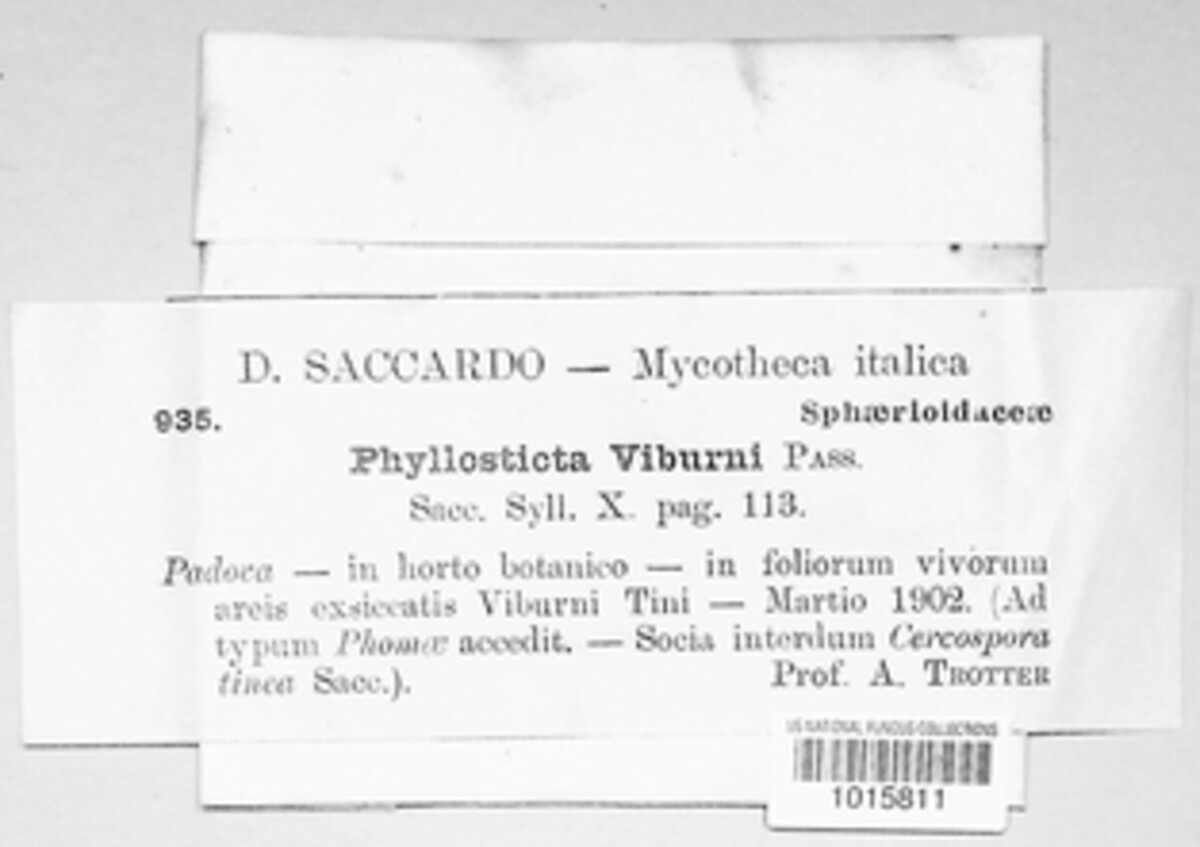 D. SACCARDO — Mycotheca italica
935.
Sphærioidaceæ
Phyllosticta Viburni PASS.
Sacc. Syll. X. pag. 113.
Padova — in horto botanico — in foliorum vivorum
areis exsiccatis Viburni Tini — Martio 1902. (Ad
typum Phomæ accedit. — Socia interdum Cercospora
tinea Sacc.).
Prof. A. TROTTER
US NATIONAL FUNGUS COLLECTIONS
1015811